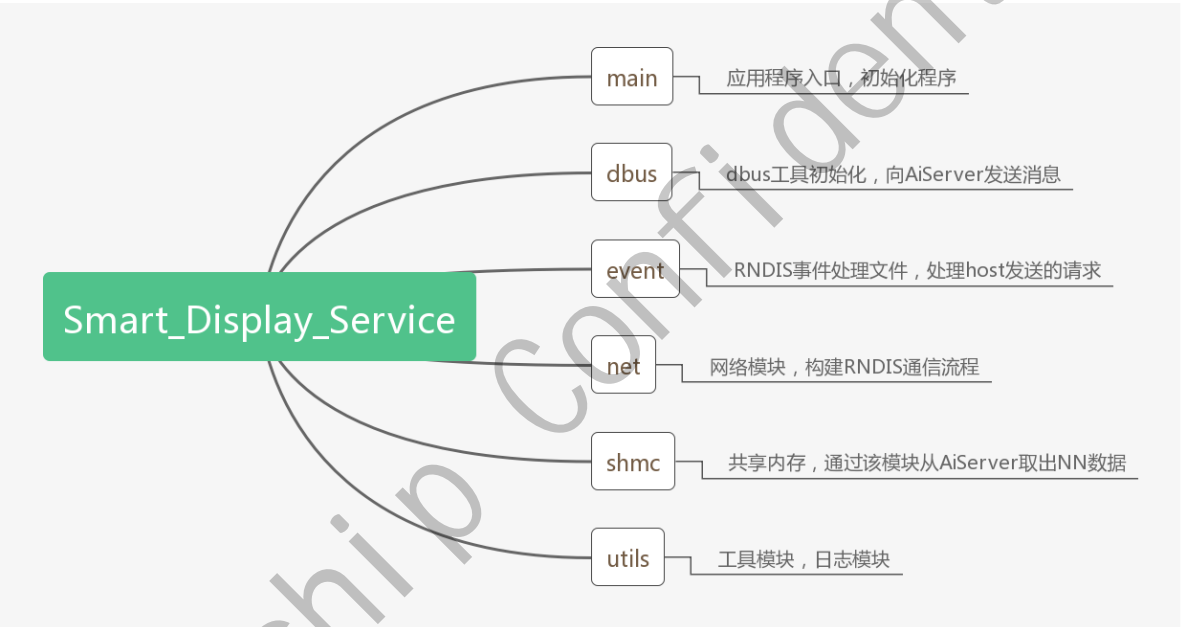 main
应用程序入口，初始化程序
dbus
dbus工具初始化，向AiServer发送消息
event
RNDIS事件处理文件，处理host发送的请求
Smart_Display_Service
net
网络模块，构建RNDIS通信流程
shmc
共享内存，通过该模块从AiServer取出NN数据
utils
工具模块，日志模块
hip Confident